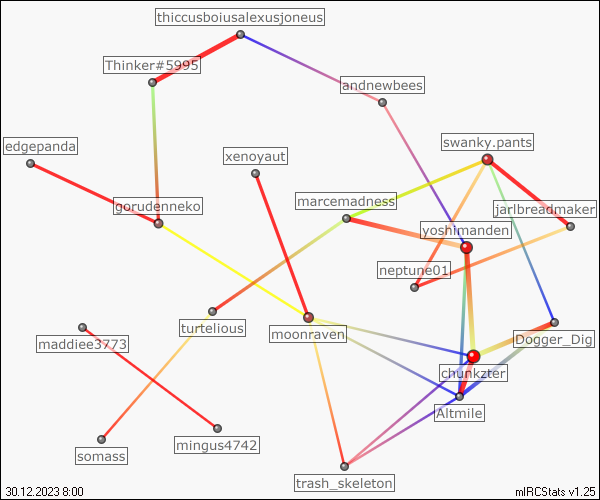 thiccusboiusalexusjoneus
Thinker#5995
andnewbees
edgepanda
swanky.pants
xenoyaut
marcemadness
jarlbreadmaker
gorudenneko
yoshimanden
neptune01
turtelious
moonraven
maddiee3773
Dogger_Dig
chunkzter
Altmile
mingus4742
somass
trash_skeleton
30.12.2023 8:00
mIRCStats v1.25